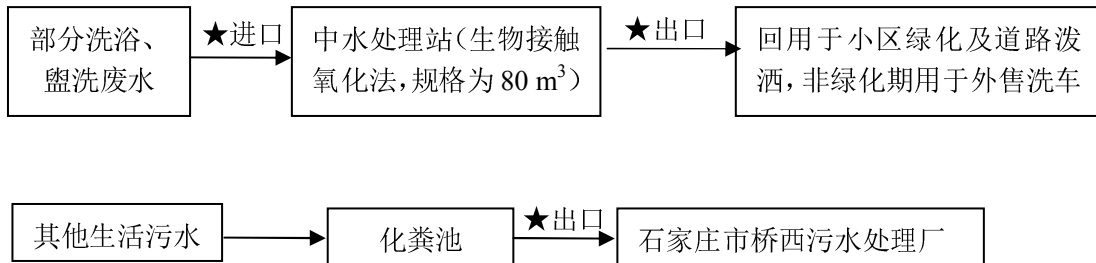 部分洗浴、
盥洗废水
★进口
中水处理站(生物接触
氧化法,规格为 80 m³)
★出口
回用于小区绿化及道路泼
洒,非绿化期用于外售洗车
其他生活污水
化粪池
★出口
石家庄市桥西污水处理厂